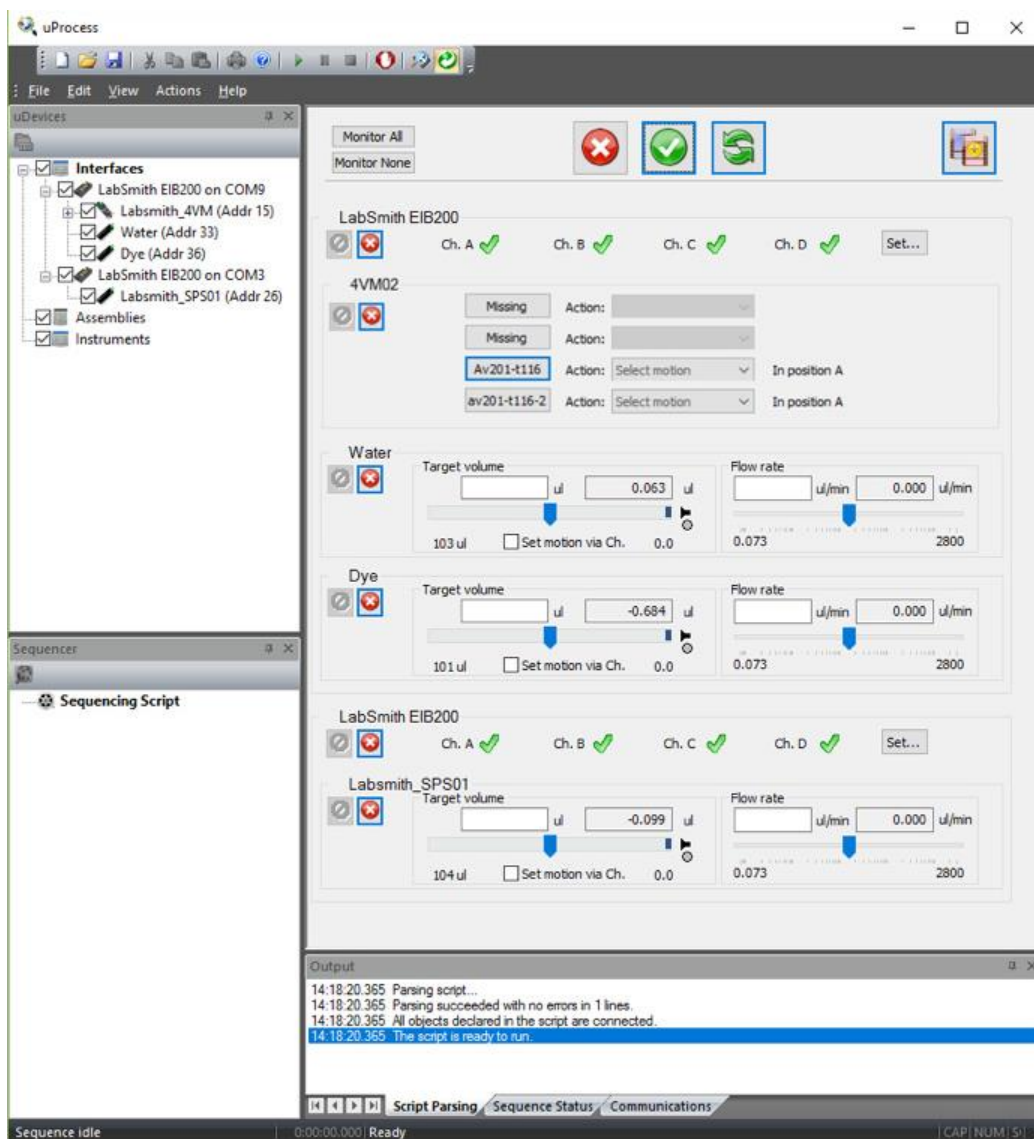 uProcess
File Edit View Actions Help
uDevices
Interfaces
LabSmith EIB200 on COM9
Labsmith_4VM (Addr 15)
Water (Addr 33)
Dye (Addr 36)
LabSmith EIB200 on COM3
Labsmith_SPS01 (Addr 26)
Assemblies
Instruments
Sequencer
Sequencing Script
Monitor All
Monitor None
LabSmith EIB200
Ch. A Ch. B Ch. C Ch. D Set...
4VM02
Missing Action:
Missing Action:
Av201-t116 Action: Select motion In position A
av201-t116-2 Action: Select motion In position A
Water
Target volume Flow rate
ul 0.063 ul ul/min 0.000 ul/min
103 ul Set motion via Ch. 0.0 0.073 2800
Dye
Target volume Flow rate
ul -0.684 ul ul/min 0.000 ul/min
101 ul Set motion via Ch. 0.0 0.073 2800
LabSmith EIB200
Ch. A Ch. B Ch. C Ch. D Set...
Labsmith_SPS01
Target volume Flow rate
ul -0.099 ul ul/min 0.000 ul/min
104 ul Set motion via Ch. 0.0 0.073 2800
Output
14:18:20.365 Parsing script...
14:18:20.365 Parsing succeeded with no errors in 1 lines.
14:18:20.365 All objects declared in the script are connected.
14:18:20.365 The script is ready to run.
Script Parsing Sequence Status Communications
Sequence idle 0:00:00.000 Ready CAP NUM